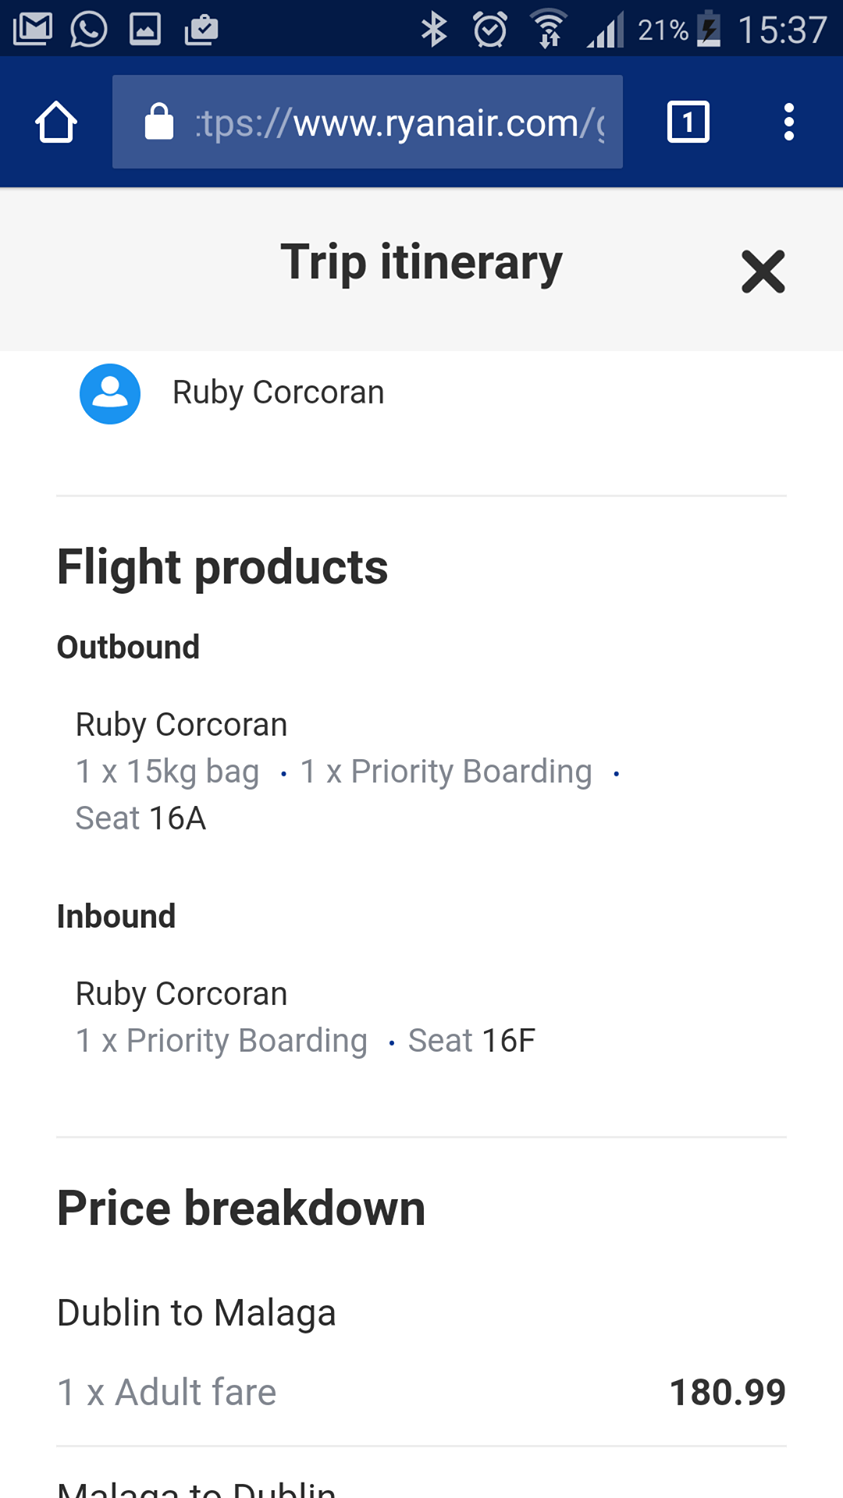 21% 15:37
tps://www.ryanair.com/g
1
Trip itinerary
Ruby Corcoran
Flight products
Outbound
Ruby Corcoran
1 x 15kg bag · 1 x Priority Boarding ·
Seat 16A
Inbound
Ruby Corcoran
1 x Priority Boarding · Seat 16F
Price breakdown
Dublin to Malaga
1 x Adult fare 180.99
Malaga to Dublin